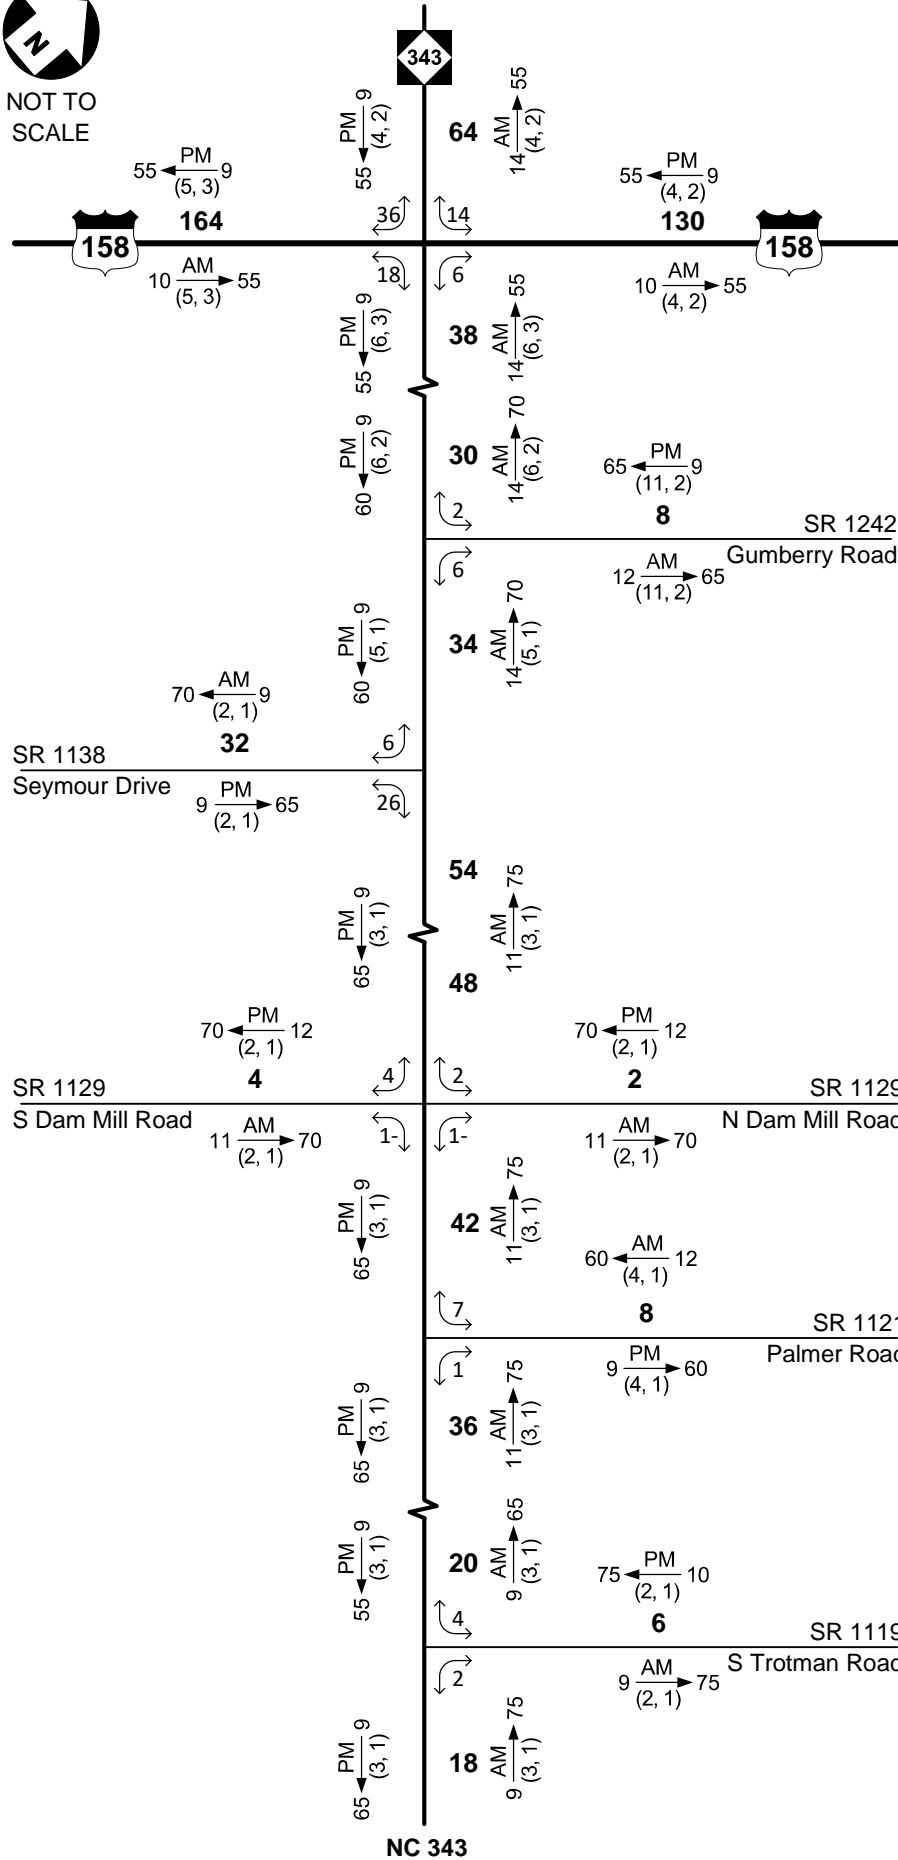 N
NOT TO
SCALE
343
PM
9
(4, 2)
55
64
AM
55
(4, 2)
14
PM
55 9
(5, 3)
164
PM
55 9
(4, 2)
130
36
14
158
158
18
6
AM
10 55
(5, 3)
AM
10 55
(4, 2)
PM
9
(6, 3)
55
38
AM
55
(6, 3)
14
PM
9
(6, 2)
60
30
AM
70
(6, 2)
14
PM
65 9
(11, 2)
8
2
SR 1242
Gumberry Road
6
AM
12 65
(11, 2)
PM
9
(5, 1)
60
34
AM
70
(5, 1)
14
AM
70 9
(2, 1)
32
6
SR 1138
Seymour Drive
PM
9 65
(2, 1)
26
54
PM
9
(3, 1)
65
AM
75
(3, 1)
11
48
PM
70 12
(2, 1)
4
PM
70 12
(2, 1)
2
4
2
SR 1129
SR 1129
S Dam Mill Road
N Dam Mill Road
AM
11 70
(2, 1)
1-
1-
AM
11 70
(2, 1)
PM
9
(3, 1)
65
42
AM
75
(3, 1)
11
AM
60 12
(4, 1)
8
7
SR 1121
Palmer Road
1
PM
9 60
(4, 1)
PM
9
(3, 1)
65
36
AM
75
(3, 1)
11
PM
9
(3, 1)
55
20
AM
65
(3, 1)
9
PM
75 10
(2, 1)
6
4
SR 1119
S Trotman Road
2
AM
9 75
(2, 1)
PM
9
(3, 1)
65
18
AM
75
(3, 1)
9
NC 343